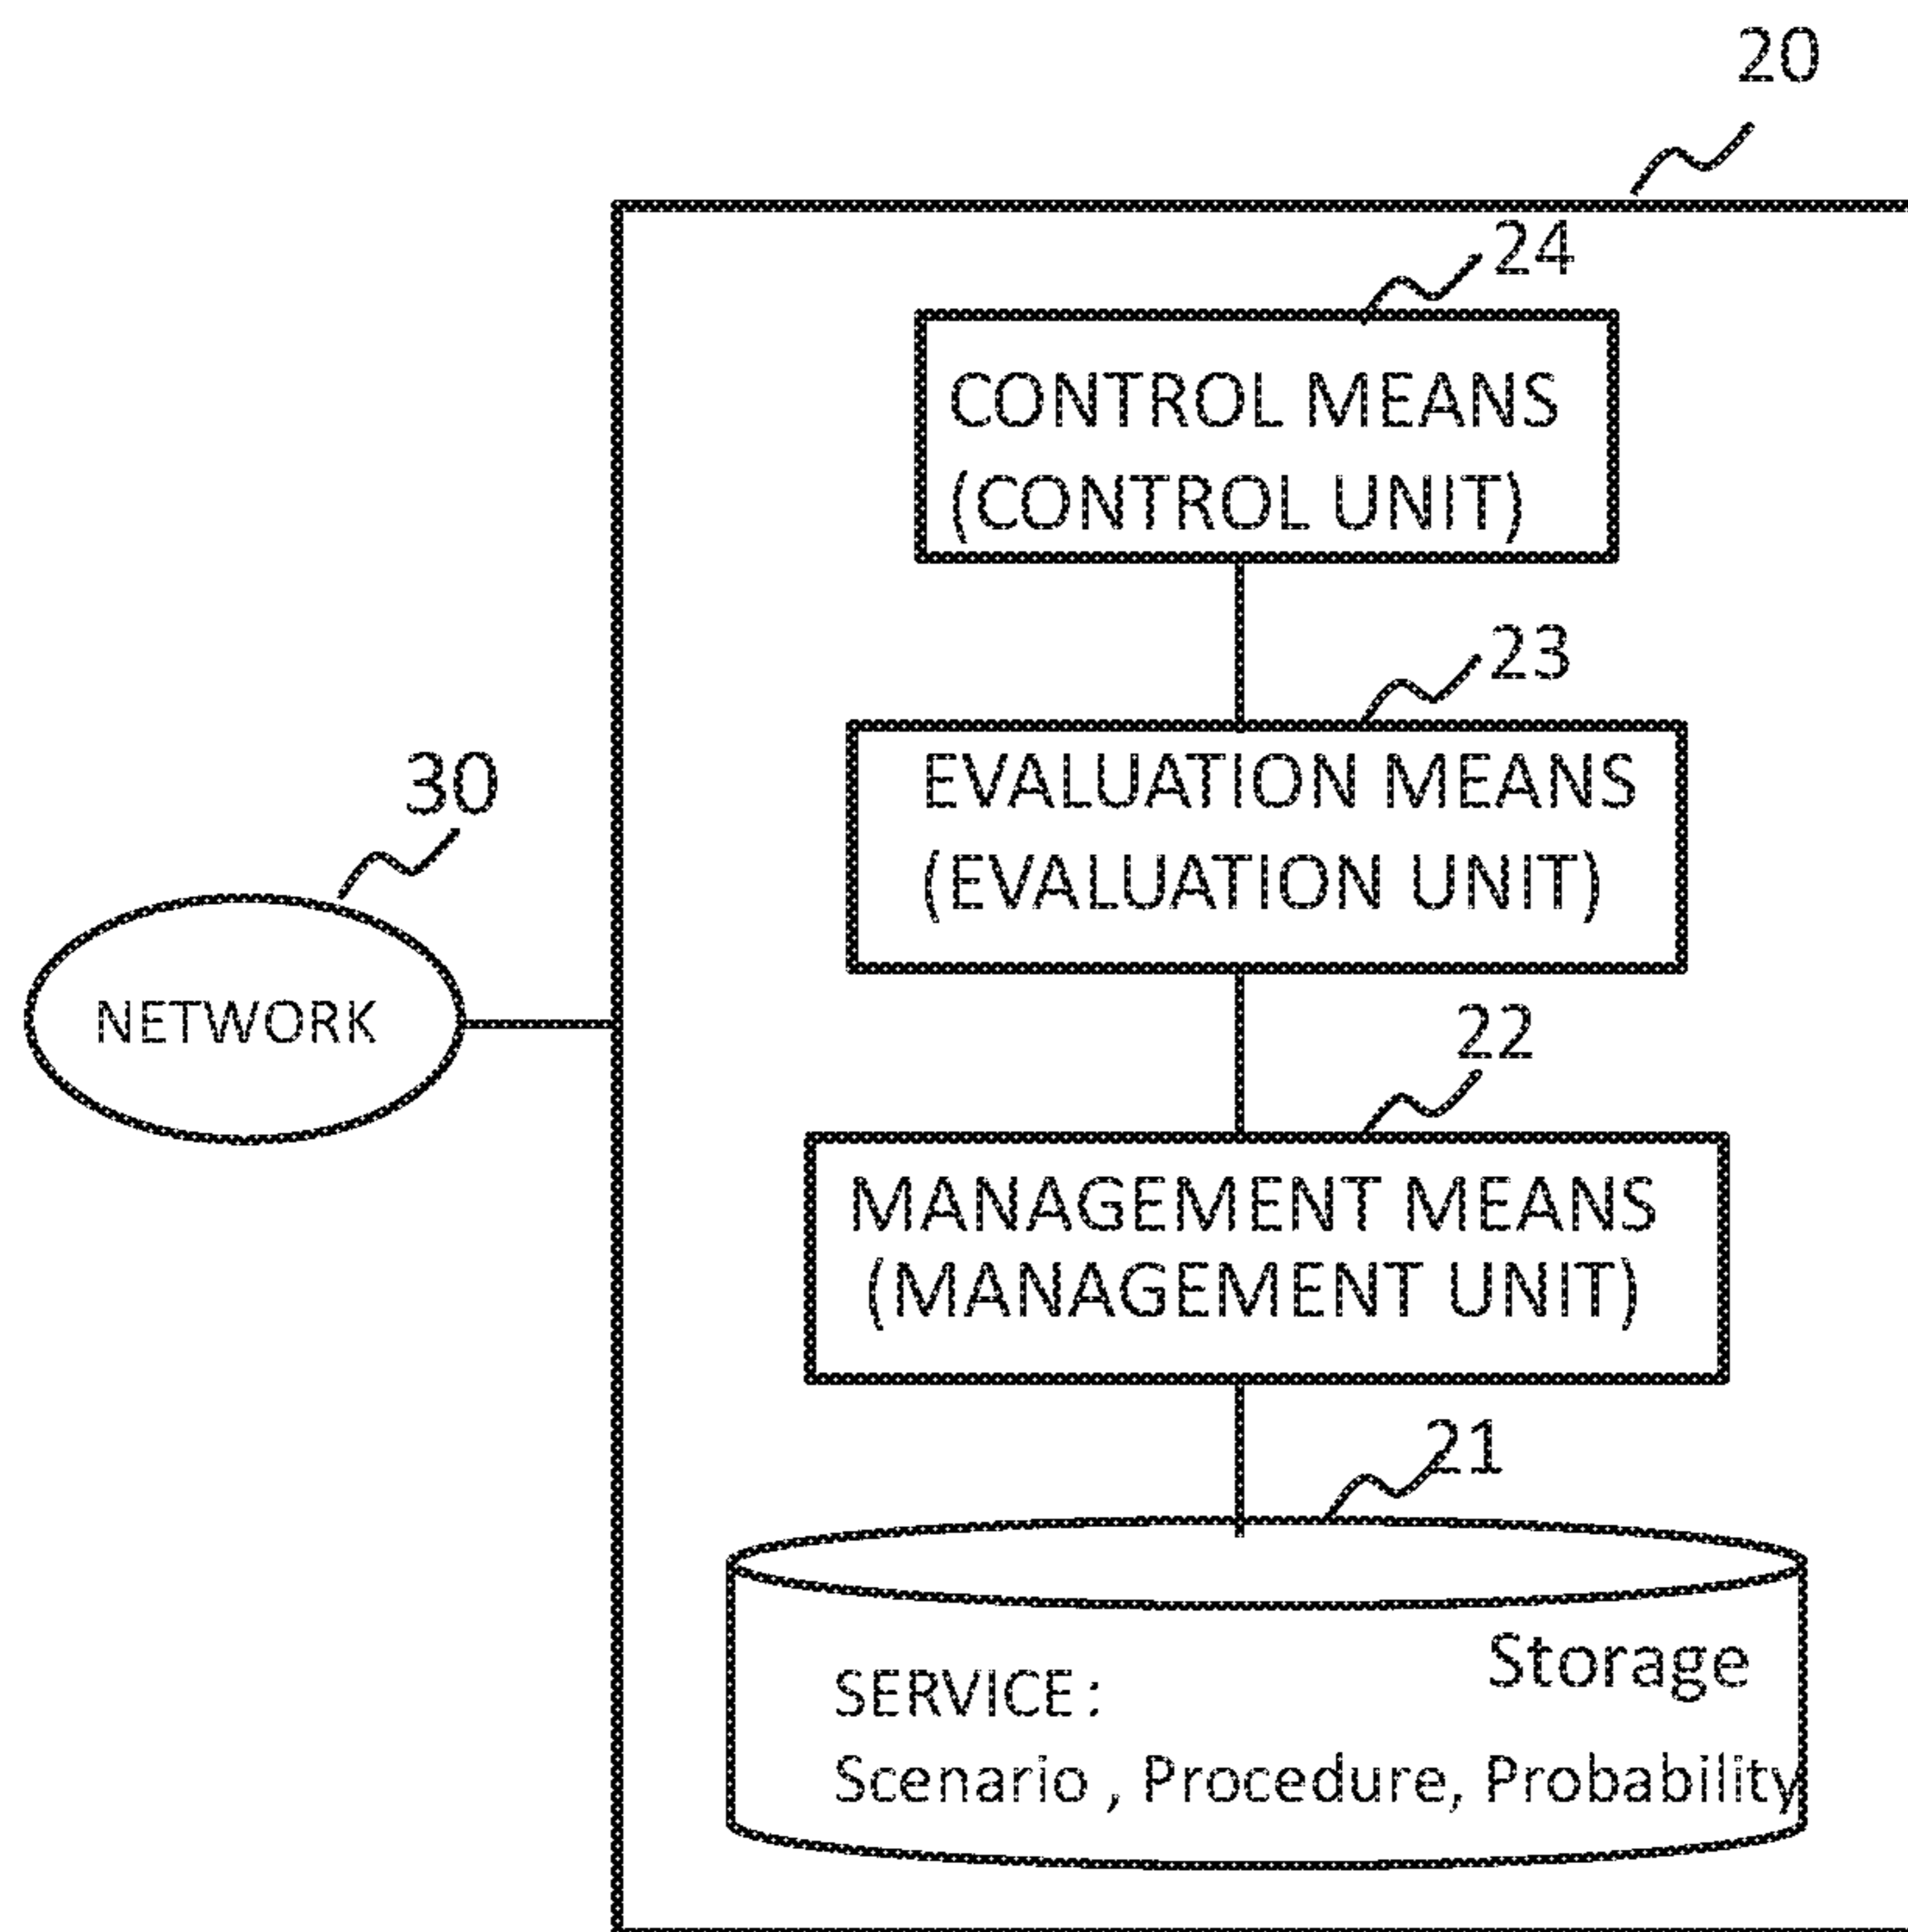 20
24
CONTROL MEANS
(CONTROL UNIT)
23
EVALUATION MEANS
(EVALUATION UNIT)
30
NETWORK
22
MANAGEMENT MEANS
(MANAGEMENT UNIT)
21
Storage
SERVICE :
Scenario , Procedure, Probability